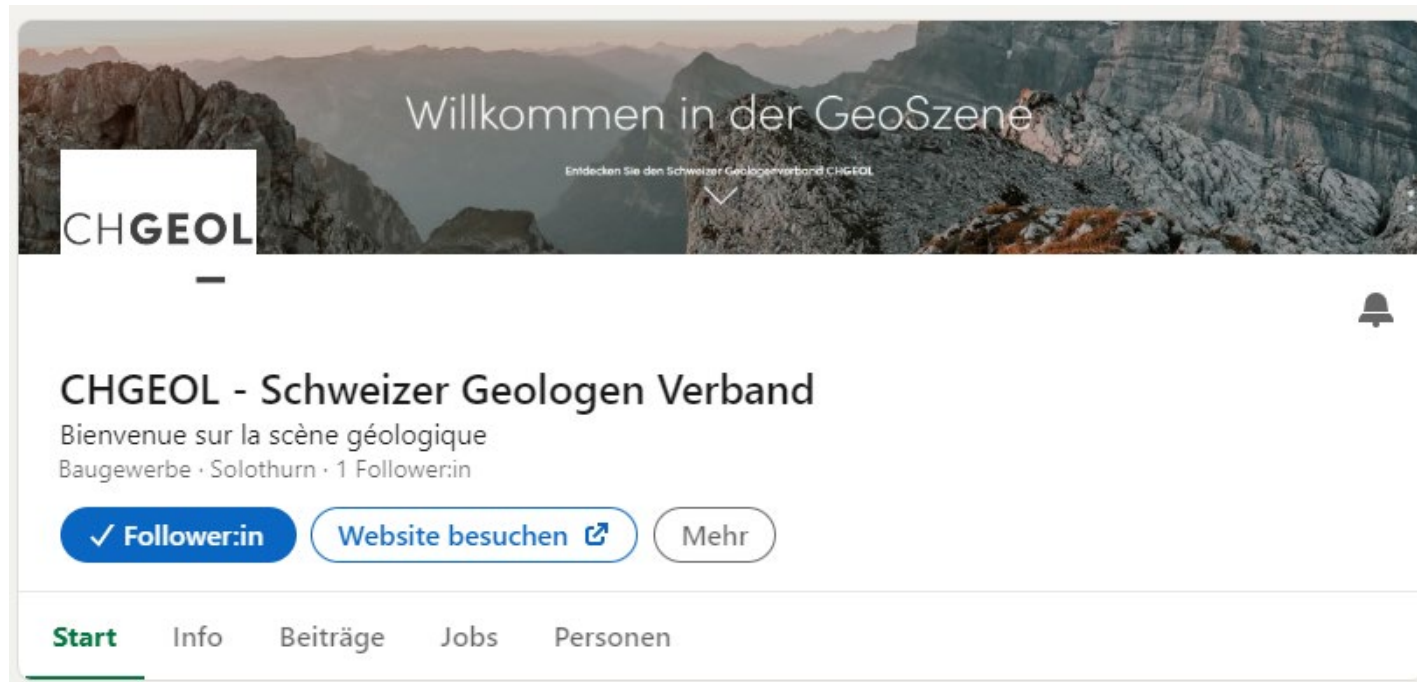 Willkommen in der GeoSzene
Entdecken Sie den Schweizer Geologenverband CHGEOL
CHGEOL
CHGEOL - Schweizer Geologen Verband
Bienvenue sur la scène géologique
Baugewerbe · Solothurn · 1 Follower:in
✓ Follower:in Website besuchen Mehr
Start Info Beiträge Jobs Personen